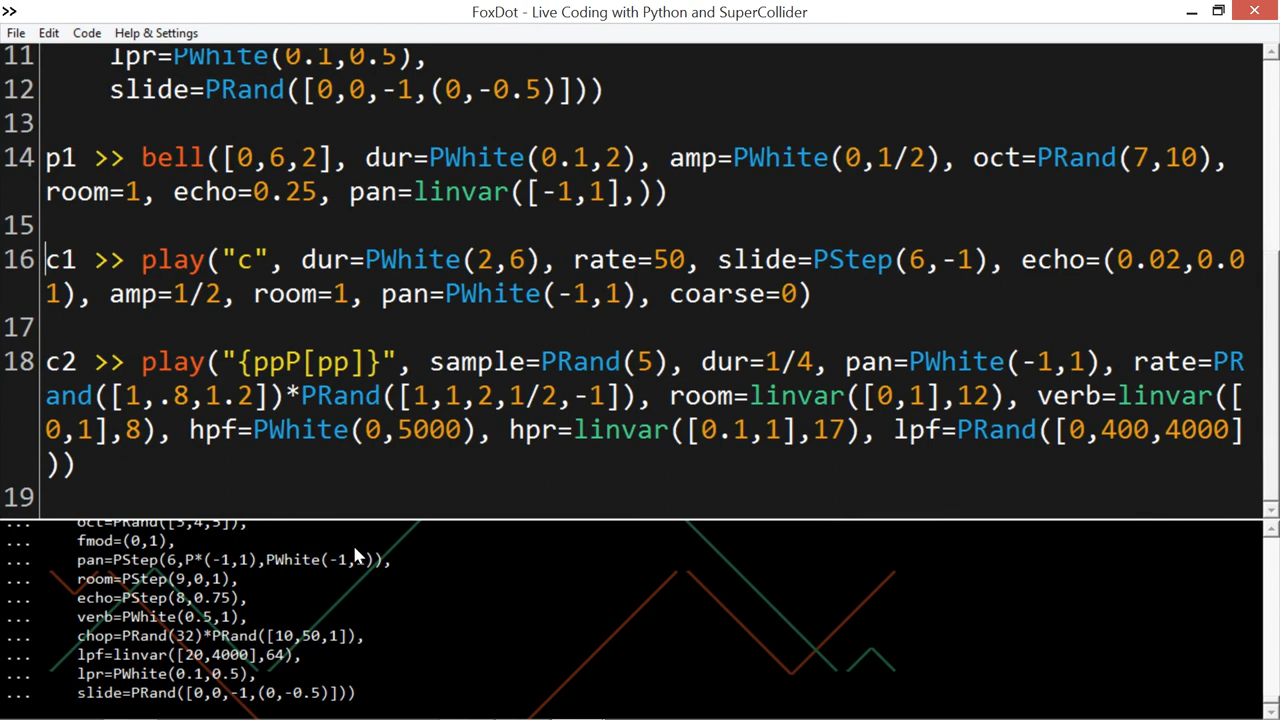 FoxDot - Live Coding with Python and SuperCollider
File Edit Code Help & Settings
11 lpr=PWhite(0.1,0.5),
12 slide=PRand([0,0,-1,(0,-0.5)]))
13
14 p1 >> bell([0,6,2], dur=PWhite(0.1,2), amp=PWhite(0,1/2), oct=PRand(7,10),
room=1, echo=0.25, pan=linvar([-1,1],))
15
16 c1 >> play("c", dur=PWhite(2,6), rate=50, slide=PStep(6,-1), echo=(0.02,0.0
1), amp=1/2, room=1, pan=PWhite(-1,1), coarse=0)
17
18 c2 >> play("{ppP[pp]}", sample=PRand(5), dur=1/4, pan=PWhite(-1,1), rate=PR
and([1,.8,1.2])*PRand([1,1,2,1/2,-1]), room=linvar([0,1],12), verb=linvar([
0,1],8), hpf=PWhite(0,5000), hpr=linvar([0.1,1],17), lpf=PRand([0,400,4000]
))
19
... oct=PRand([3,4,5]),
... fmod=(0,1),
... pan=PStep(6,P*(-1,1),PWhite(-1,1)),
... room=PStep(9,0,1),
... echo=PStep(8,0.75),
... verb=PWhite(0.5,1),
... chop=PRand(32)*PRand([10,50,1]),
... lpf=linvar([20,4000],64),
... lpr=PWhite(0.1,0.5),
... slide=PRand([0,0,-1,(0,-0.5)]))